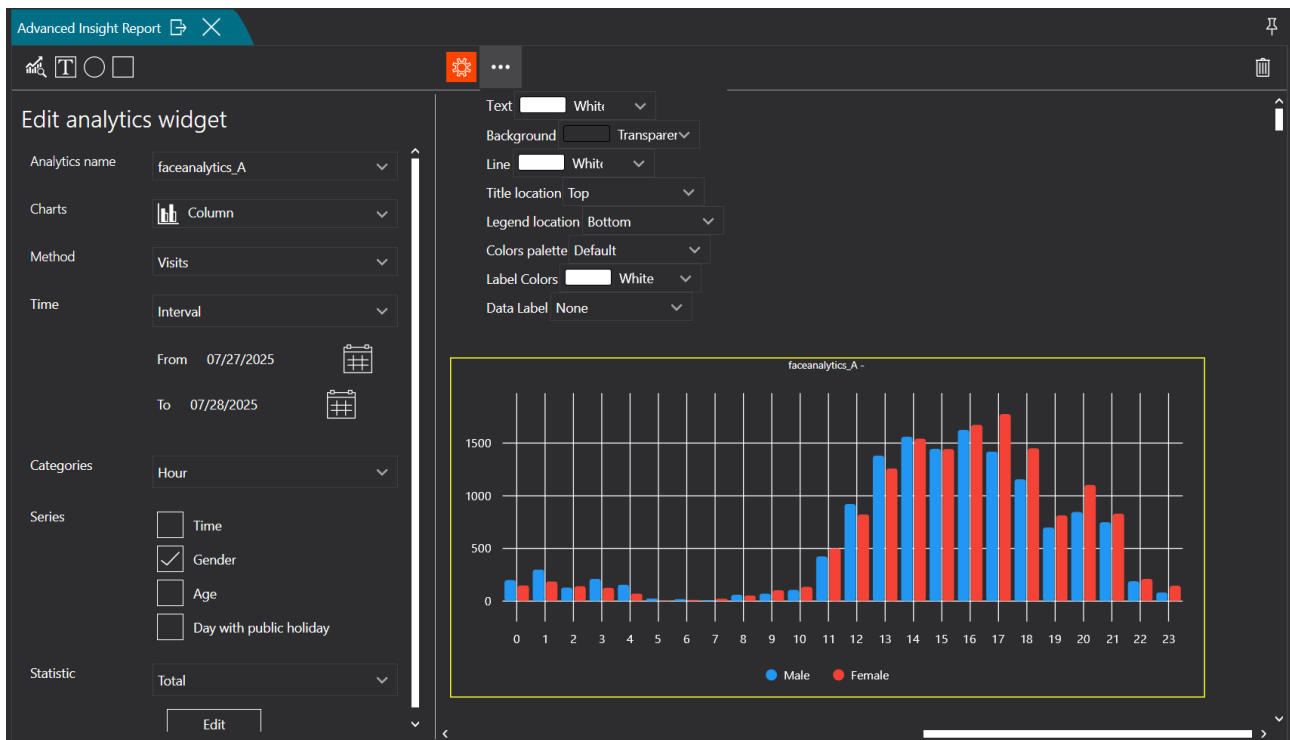 Advanced Insight Report
T
Edit analytics widget
Analytics name faceanalytics_A
Charts Column
Method Visits
Time Interval
From 07/27/2025
To 07/28/2025
Categories Hour
Series Time
Gender
Age
Day with public holiday
Statistic Total
Edit
Text White
Background Transparer
Line White
Title location Top
Legend location Bottom
Colors palette Default
Label Colors White
Data Label None
faceanalytics_A -
1500
1000
500
0
0 1 2 3 4 5 6 7 8 9 10 11 12 13 14 15 16 17 18 19 20 21 22 23
Male Female